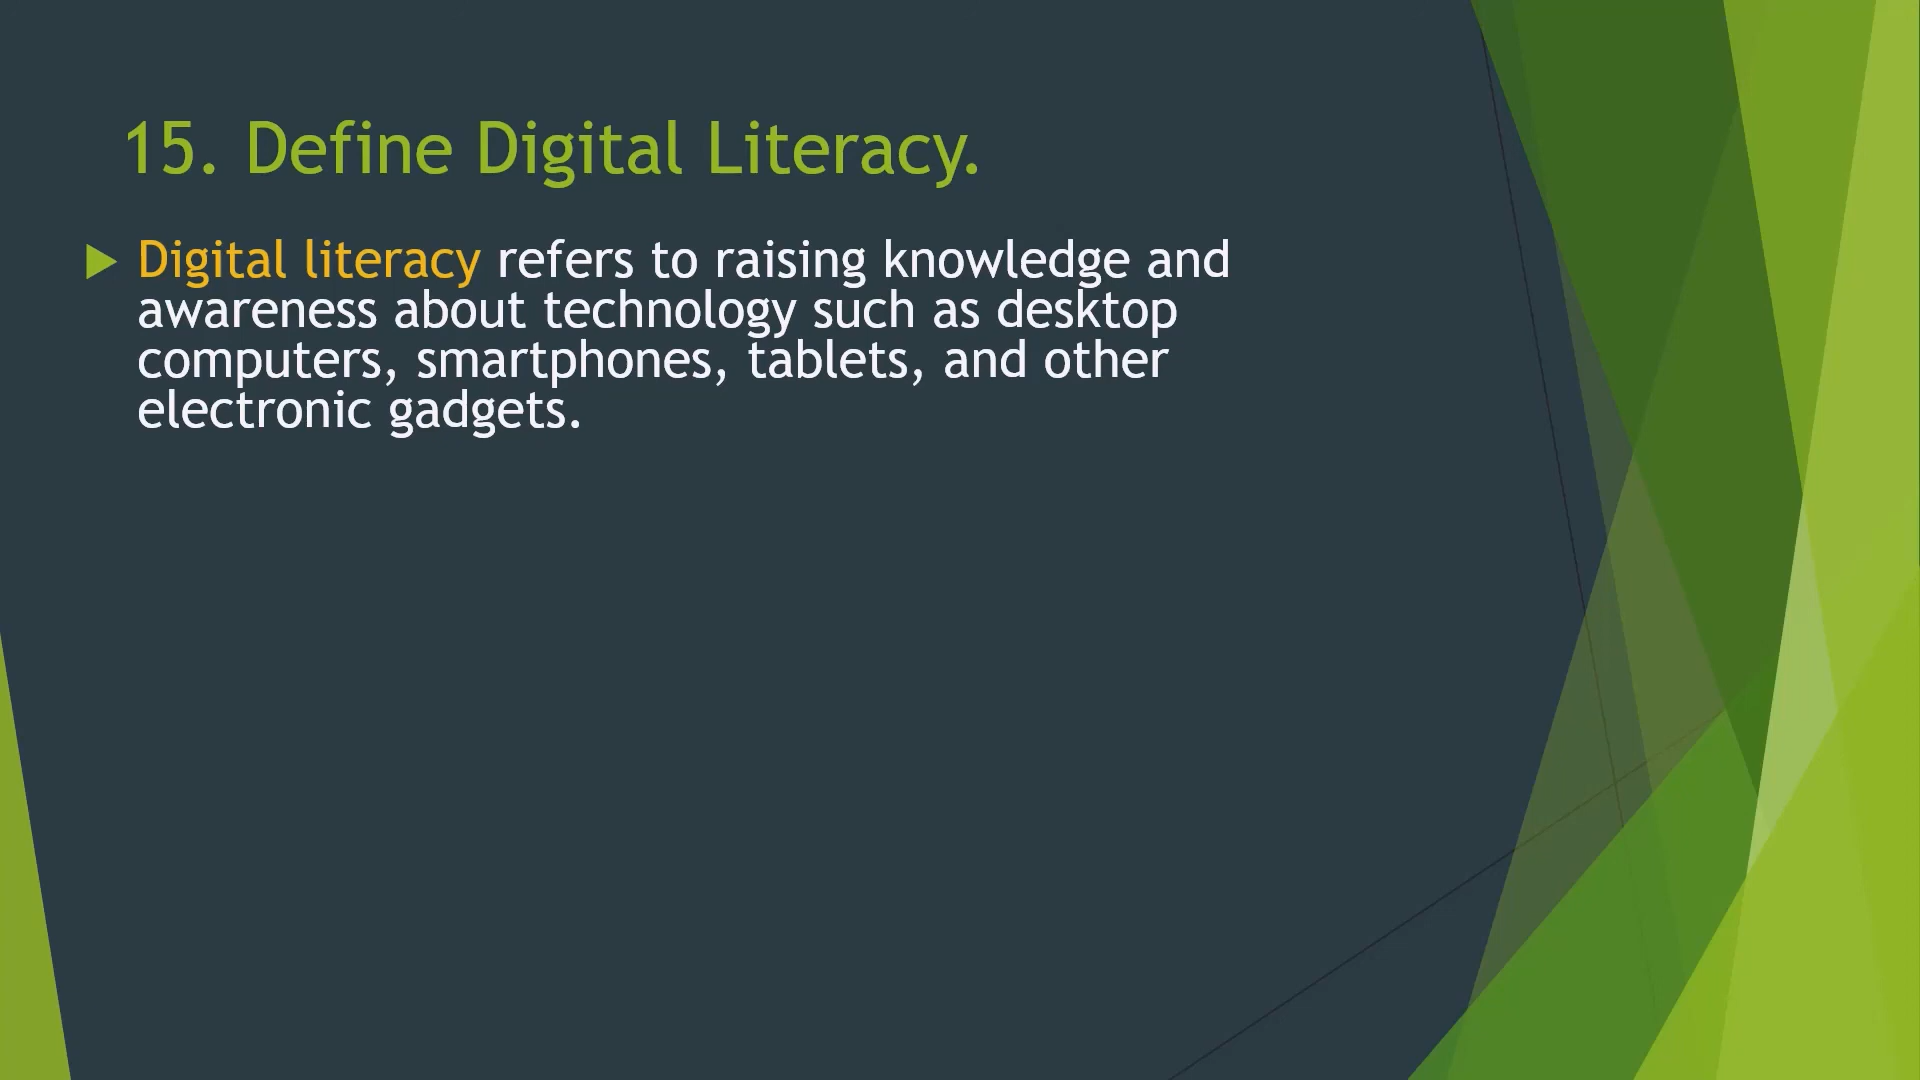 15. Define Digital Literacy.
Digital literacy refers to raising knowledge and
awareness about technology such as desktop
computers, smartphones, tablets, and other
electronic gadgets.